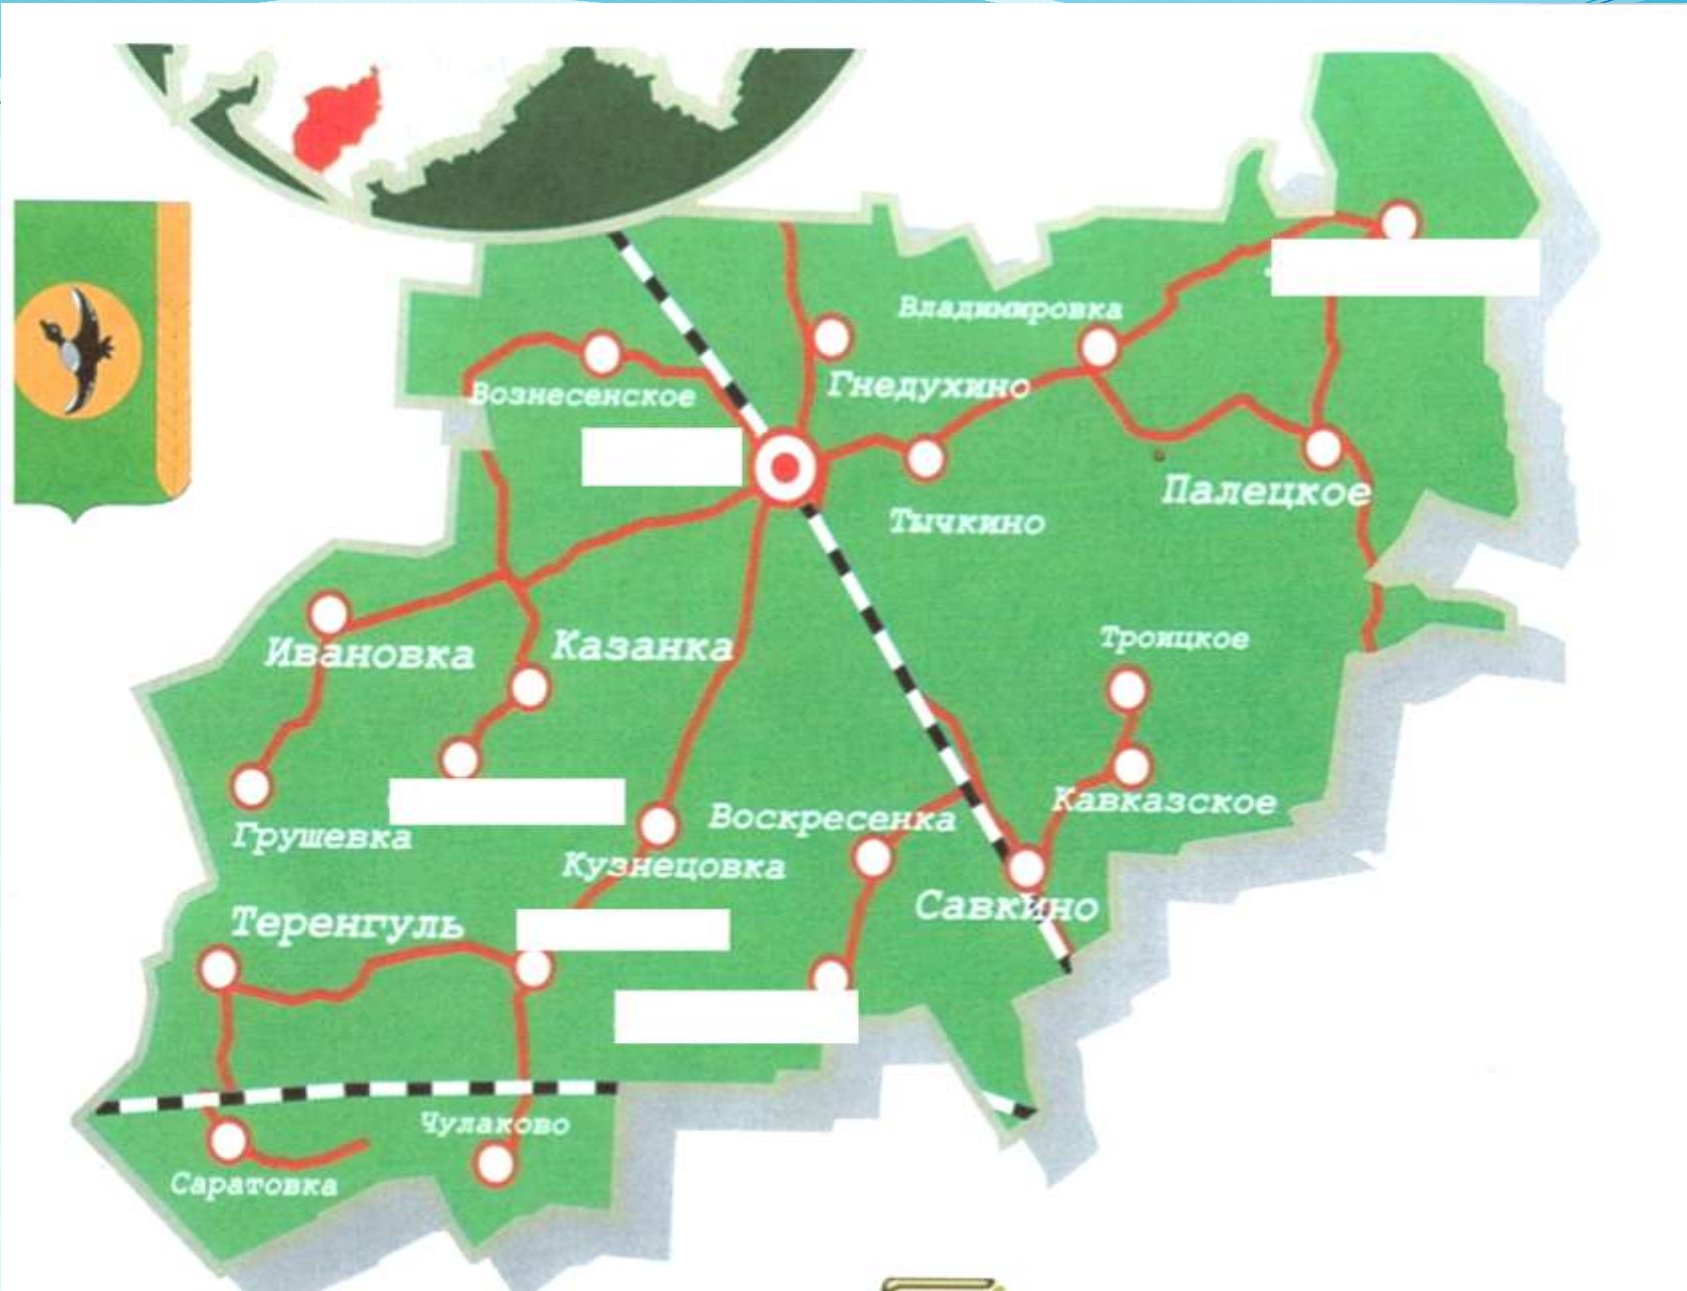 Владимировка
Гнедухино
Вознесенское
Палецкое
Тычкино
Троицкое
Ивановка
Казанка
Кавказское
Воскресенка
Грушевка
Кузнецовка
Савкино
Теренгуль
Чулаково
Саратовка